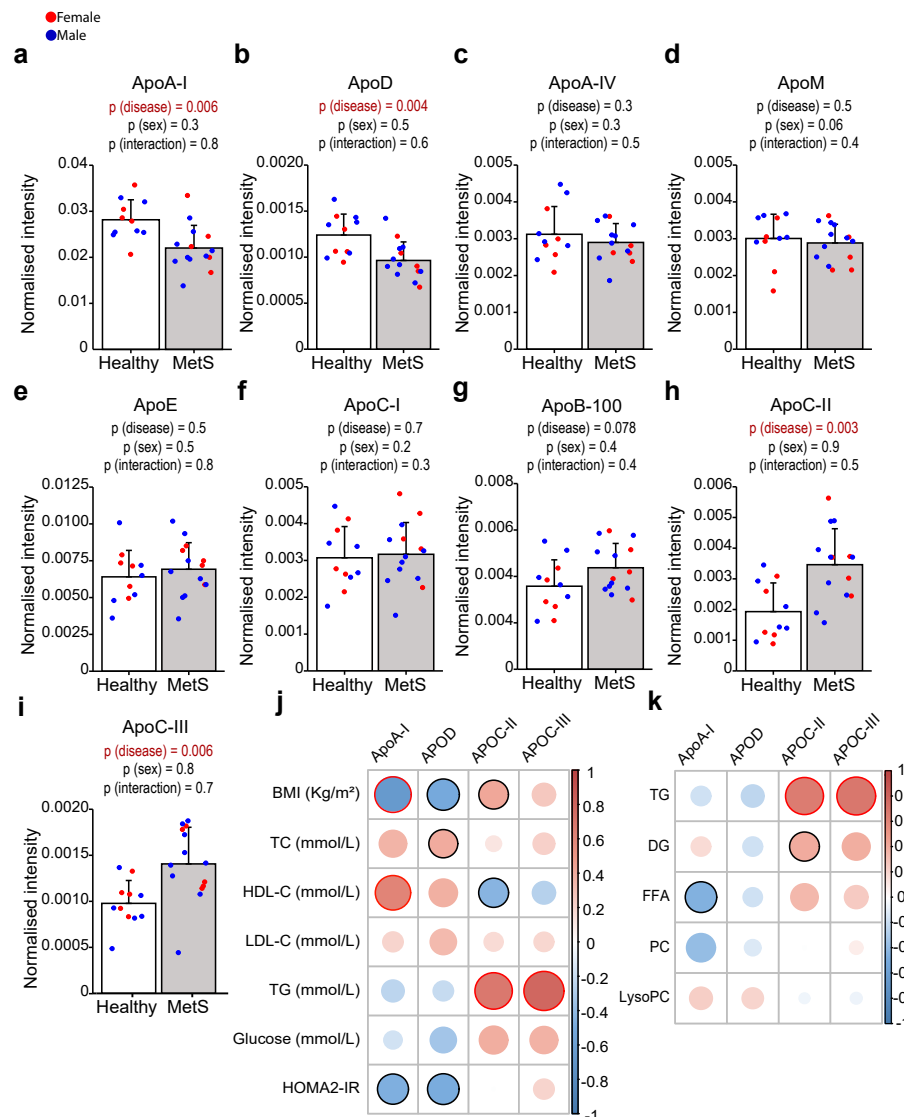 Female
Male
a
ApoA-I
p (disease) = 0.006
p (sex) = 0.3
p (interaction) = 0.8
Normalised intensity
0.04
0.03
0.02
0.01
0
Healthy MetS
b
ApoD
p (disease) = 0.004
p (sex) = 0.5
p (interaction) = 0.6
Normalised intensity
0.0020
0.0015
0.0010
0.0005
0
Healthy MetS
c
ApoA-IV
p (disease) = 0.3
p (sex) = 0.3
p (interaction) = 0.5
Normalised intensity
0.005
0.004
0.003
0.002
0.001
0
Healthy MetS
d
ApoM
p (disease) = 0.5
p (sex) = 0.06
p (interaction) = 0.4
Normalised intensity
0.005
0.004
0.003
0.002
0.001
0
Healthy MetS
e
ApoE
p (disease) = 0.5
p (sex) = 0.5
p (interaction) = 0.8
Normalised intensity
0.0125
0.0100
0.0075
0.0050
0.0025
0
Healthy MetS
f
ApoC-I
p (disease) = 0.7
p (sex) = 0.2
p (interaction) = 0.3
Normalised intensity
0.005
0.004
0.003
0.002
0.001
0
Healthy MetS
g
ApoB-100
p (disease) = 0.078
p (sex) = 0.4
p (interaction) = 0.4
Normalised intensity
0.008
0.006
0.004
0.004
0
Healthy MetS
h
ApoC-II
p (disease) = 0.003
p (sex) = 0.9
p (interaction) = 0.5
Normalised intensity
0.006
0.005
0.004
0.003
0.002
0.001
0
Healthy MetS
i
ApoC-III
p (disease) = 0.006
p (sex) = 0.8
p (interaction) = 0.7
Normalised intensity
0.0020
0.0015
0.0010
0.0005
0
Healthy MetS
j
ApoA-I APOD APOC-II APOC-III
BMI (Kg/m²)
TC (mmol/L)
HDL-C (mmol/L)
LDL-C (mmol/L)
TG (mmol/L)
Glucose (mmol/L)
HOMA2-IR
1
0.8
0.6
0.4
0.2
0
-0.2
-0.4
-0.6
-0.8
-1
k
ApoA-I APOD APOC-II APOC-III
TG
DG
FFA
PC
LysoPC